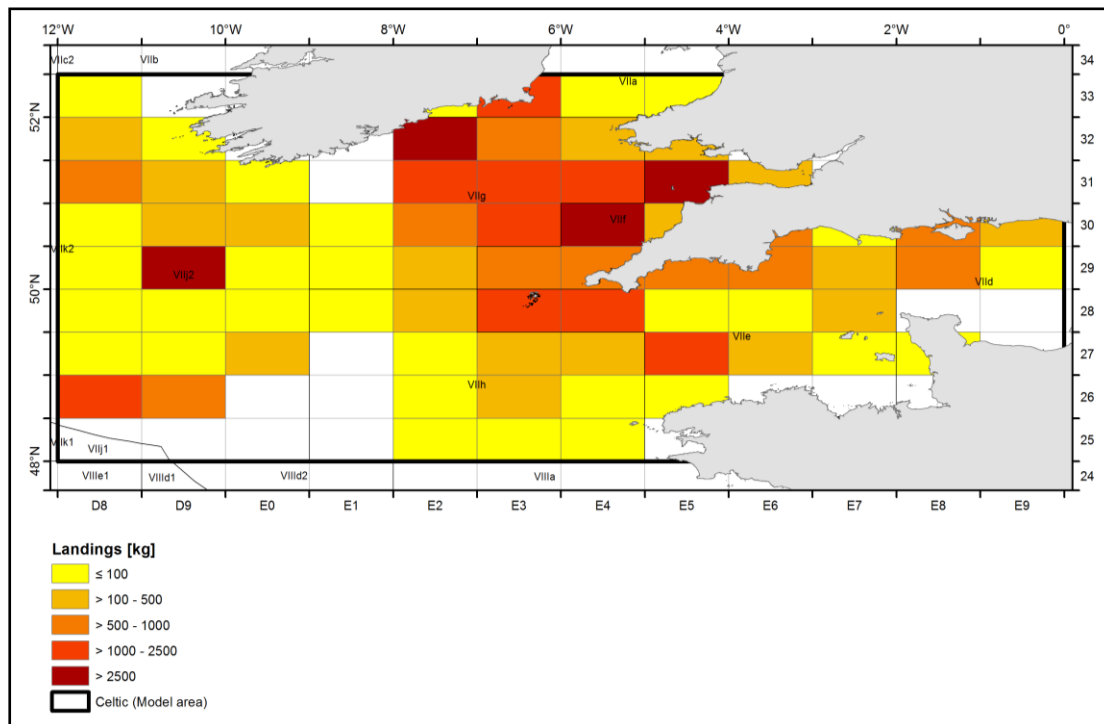 12°W 10°W 8°W 6°W 4°W 2°W 0°
VIIc2 VIIb 34
VIIa 33
52°N
32
31
VIIg
VIIf 30
VIIk2
VIIj2 VIId 29
50°N
28
VIIe
27
VIIh
26
VIIk1 VIIj1 25
48°N
VIIIe1 VIIId1 VIIId2 VIIIa 24
D8 D9 E0 E1 E2 E3 E4 E5 E6 E7 E8 E9
Landings [kg]
≤ 100
> 100 - 500
> 500 - 1000
> 1000 - 2500
> 2500
Celtic (Model area)